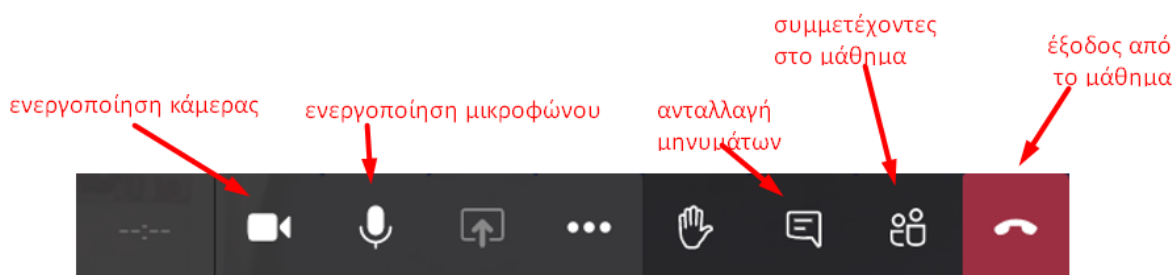 συμμετέχοντες
στο μάθημα
έξοδος από
το μάθημα
ενεργοποίηση κάμερας
ενεργοποίηση μικροφώνου
ανταλλαγή
μηνυμάτων
--:--